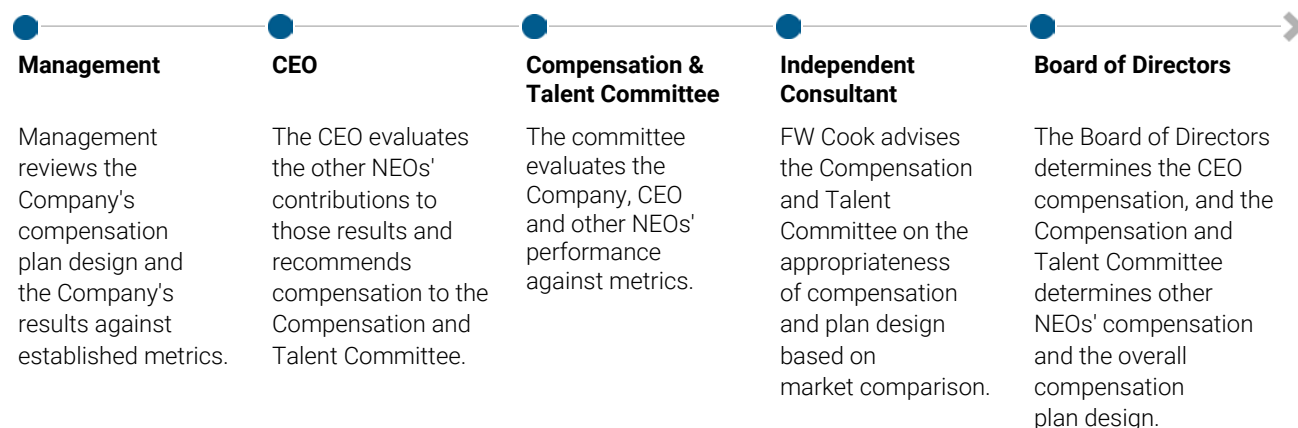 Management
Management
reviews the
Company's
compensation
plan design and
the Company's
results against
established metrics.
CEO
The CEO evaluates
the other NEOs'
contributions to
those results and
recommends
compensation to the
Compensation and
Talent Committee.
Compensation &
Talent Committee
The committee
evaluates the
Company, CEO
and other NEOs'
performance
against metrics.
Independent
Consultant
FW Cook advises
the Compensation
and Talent
Committee on the
appropriateness
of compensation
and plan design
based on
market comparison.
Board of Directors
The Board of Directors
determines the CEO
compensation, and the
Compensation and
Talent Committee
determines other
NEOs' compensation
and the overall
compensation
plan design.